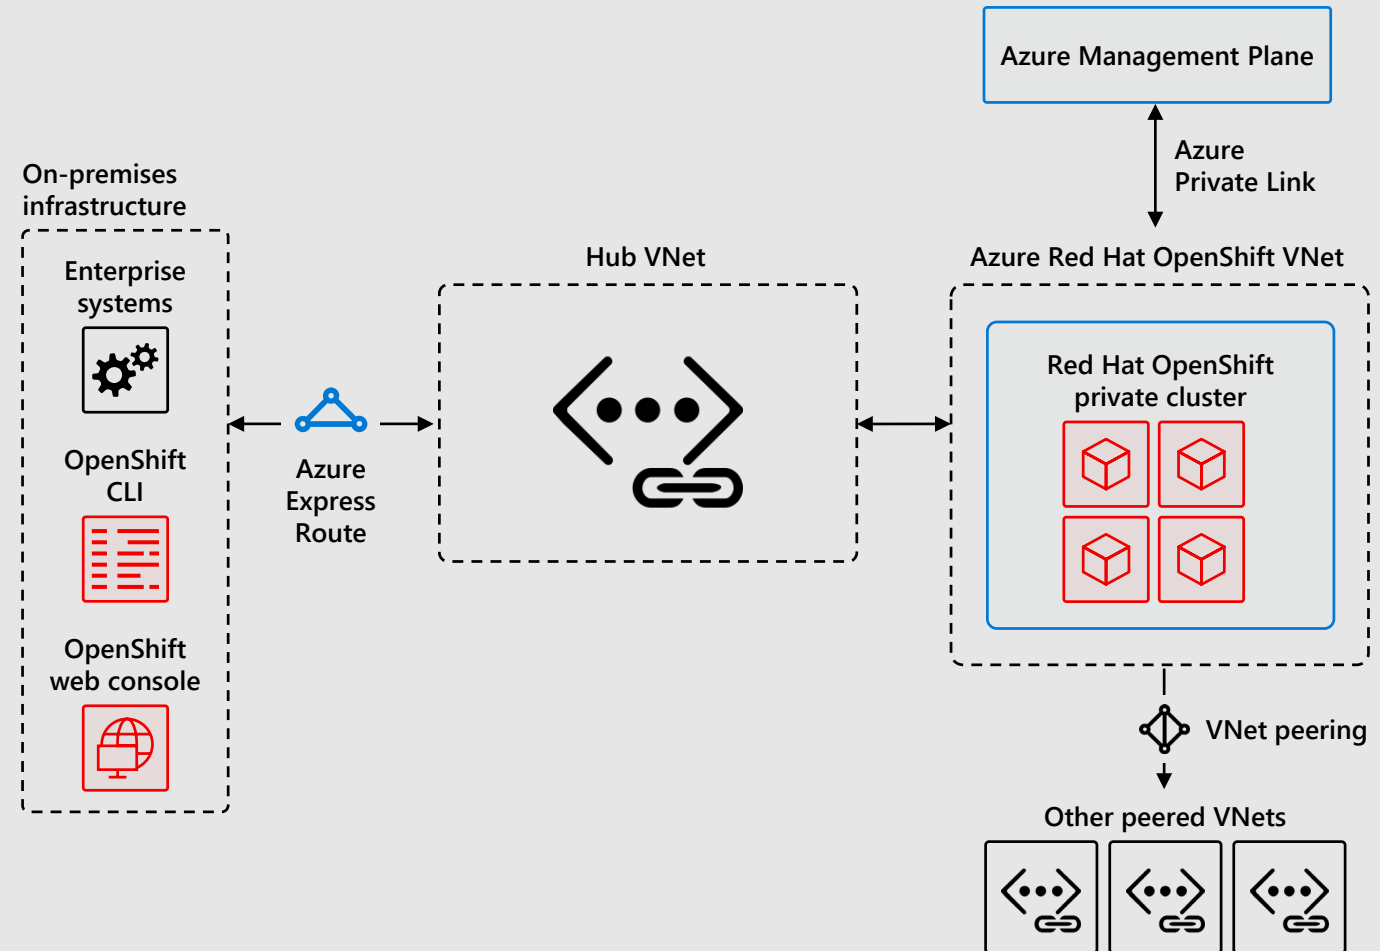 Azure Management Plane
Azure
Private Link
On-premises
infrastructure
Enterprise
systems
OpenShift
CLI
OpenShift
web console
Azure
Express
Route
Hub VNet
Azure Red Hat OpenShift VNet
Red Hat OpenShift
private cluster
VNet peering
Other peered VNets